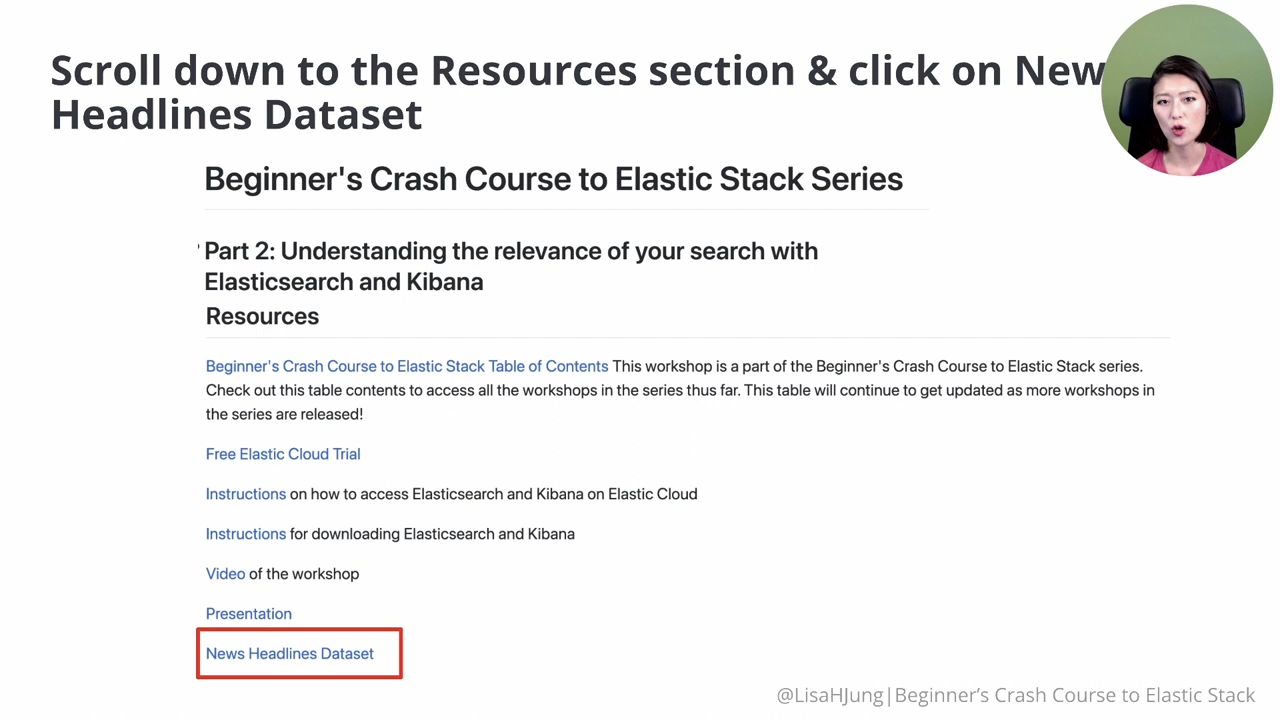 Scroll down to the Resources section & click on New
Headlines Dataset
Beginner's Crash Course to Elastic Stack Series
Part 2: Understanding the relevance of your search with
Elasticsearch and Kibana
Resources
Beginner's Crash Course to Elastic Stack Table of Contents This workshop is a part of the Beginner's Crash Course to Elastic Stack series.
Check out this table contents to access all the workshops in the series thus far. This table will continue to get updated as more workshops in
the series are released!
Free Elastic Cloud Trial
Instructions on how to access Elasticsearch and Kibana on Elastic Cloud
Instructions for downloading Elasticsearch and Kibana
Video of the workshop
Presentation
News Headlines Dataset
@LisaHJung|Beginner’s Crash Course to Elastic Stack